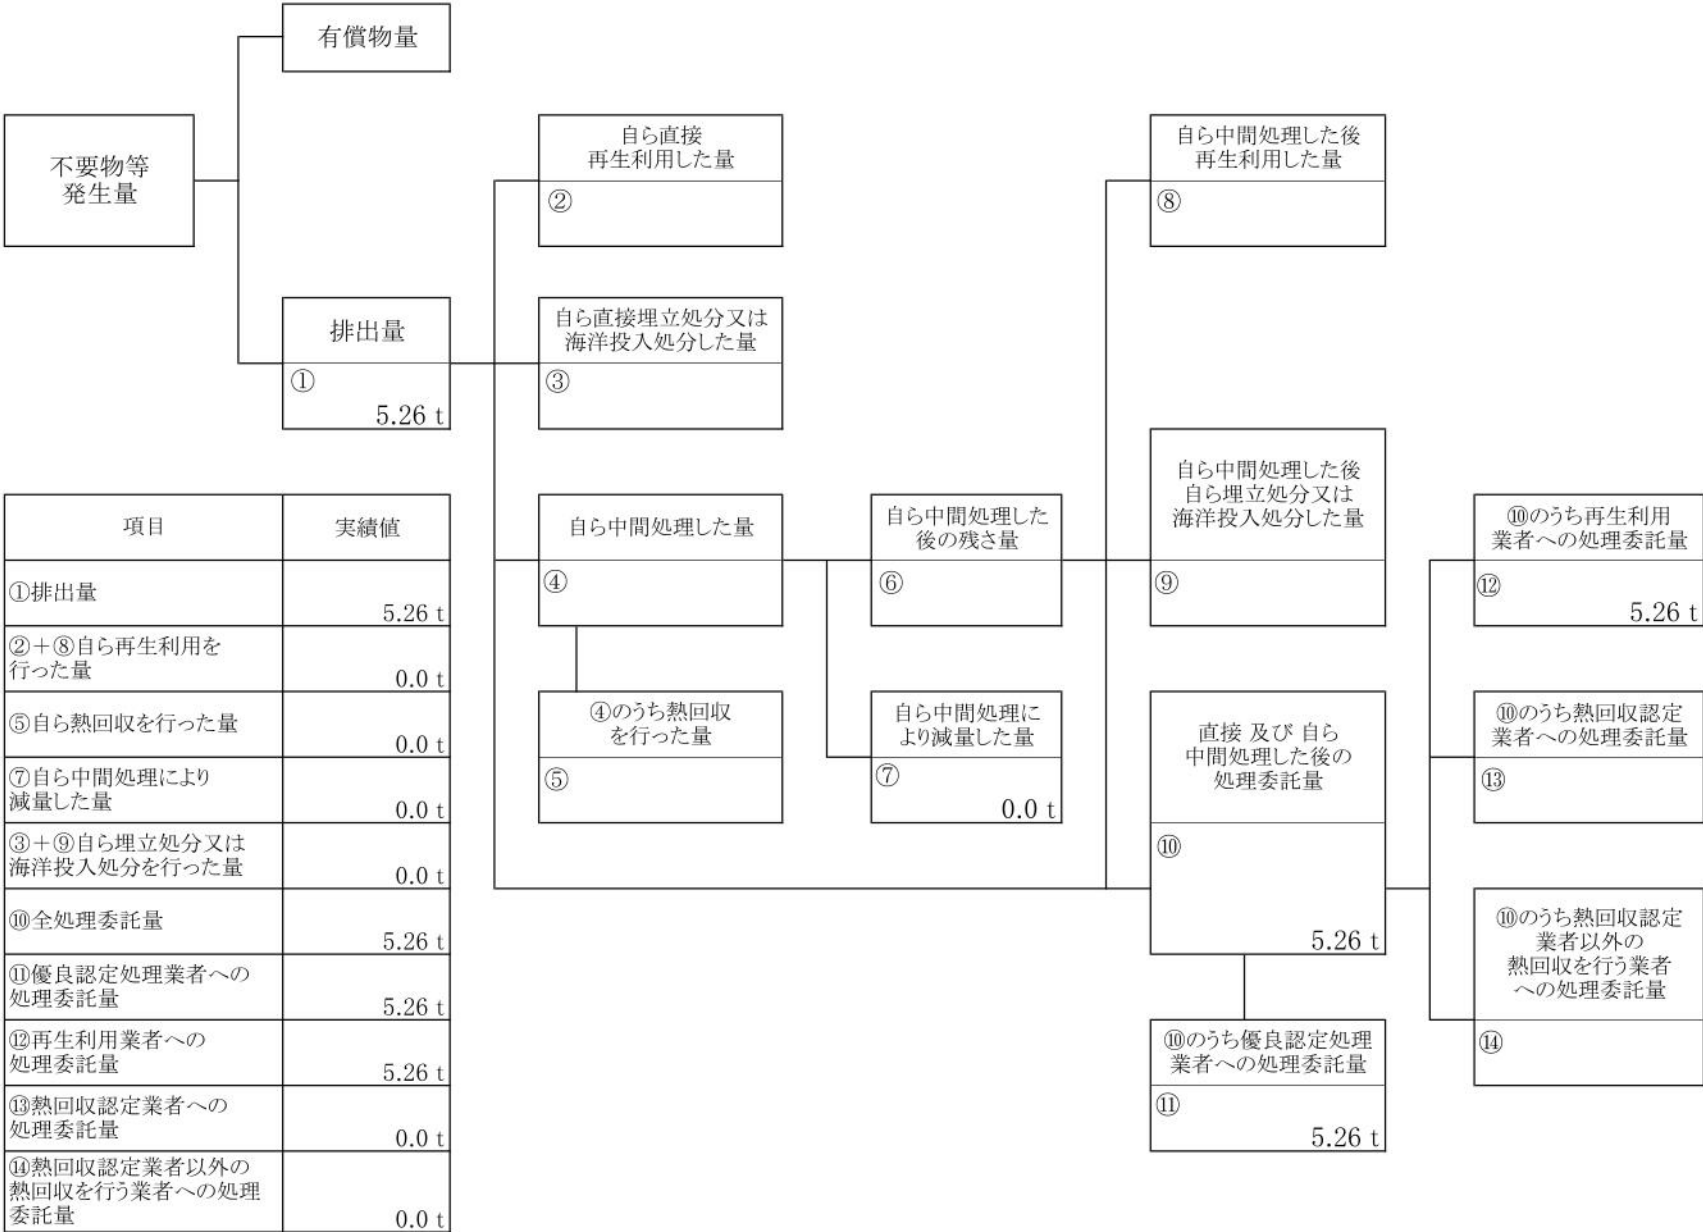 有償物量
不要物等
発生量
排出量
①
5.26 t
自ら直接
再生利用した量
②
自ら直接埋立処分又は
海洋投入処分した量
③
自ら中間処理した量
④
④のうち熱回収
を行った量
⑤
自ら中間処理した
後の残さ量
⑥
自ら中間処理に
より減量した量
⑦
0.0 t
自ら中間処理した後
再生利用した量
⑧
自ら中間処理した後
自ら埋立処分又は
海洋投入処分した量
⑨
直接 及び 自ら
中間処理した後の
処理委託量
⑩
5.26 t
⑩のうち優良認定処理
業者への処理委託量
⑪
5.26 t
⑩のうち再生利用
業者への処理委託量
⑫
5.26 t
⑩のうち熱回収認定
業者への処理委託量
⑬
⑩のうち熱回収認定
業者以外の
熱回収を行う業者
への処理委託量
⑭
項目 実績値
①排出量
5.26 t
②＋⑧自ら再生利用を
行った量
0.0 t
⑤自ら熱回収を行った量
0.0 t
⑦自ら中間処理により
減量した量
0.0 t
③＋⑨自ら埋立処分又は
海洋投入処分を行った量
0.0 t
⑩全処理委託量
5.26 t
⑪優良認定処理業者への
処理委託量
5.26 t
⑫再生利用業者への
処理委託量
5.26 t
⑬熱回収認定業者への
処理委託量
0.0 t
⑭熱回収認定業者以外の
熱回収を行う業者への処理
委託量
0.0 t